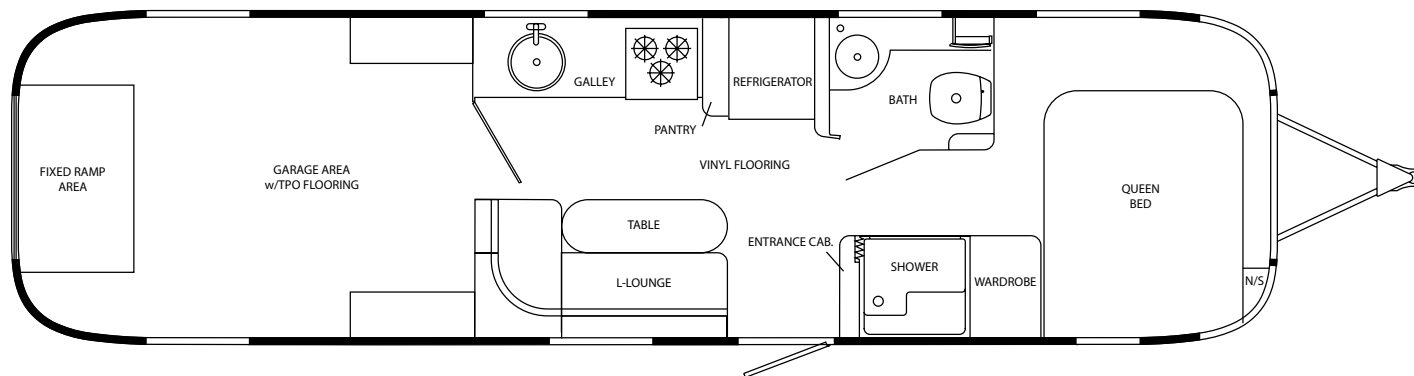 FIXED RAMP
AREA
GARAGE AREA
w/TPO FLOORING
GALLEY
PANTRY
REFRIGERATOR
BATH
VINYL FLOORING
TABLE
L-LOUNGE
ENTRANCE CAB.
SHOWER
WARDROBE
QUEEN
BED
N/S